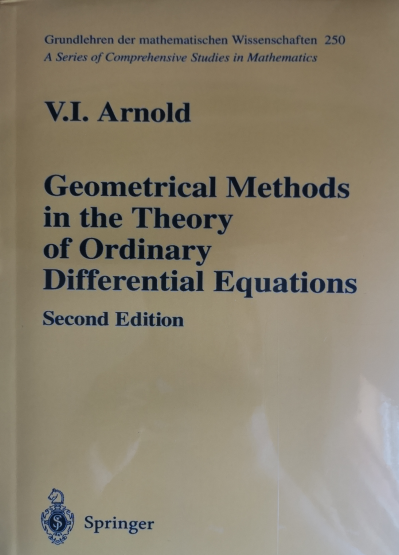 Grundlehren der mathematischen Wissenschaften 250
A Series of Comprehensive Studies in Mathematics
V.I. Arnold
Geometrical Methods
in the Theory
of Ordinary
Differential Equations
Second Edition
Springer